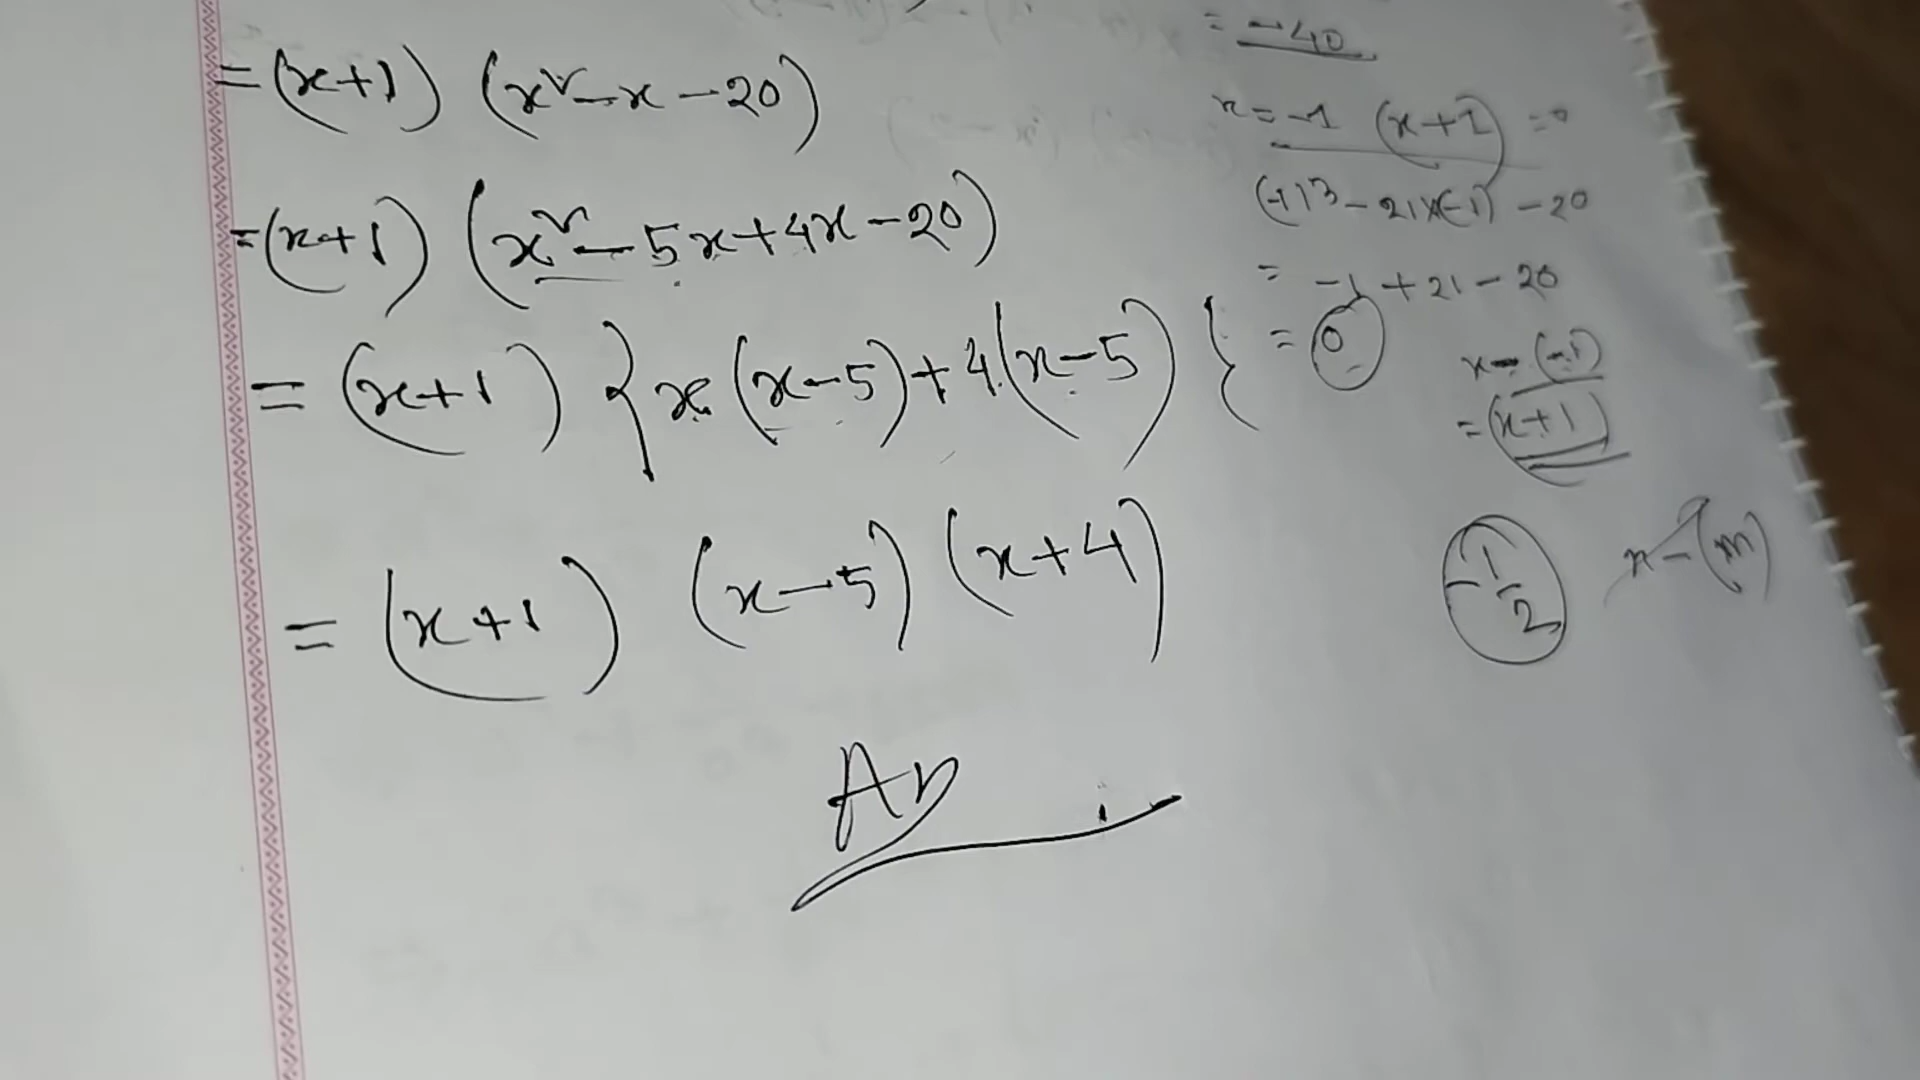 = (x+1) (x² - x - 20)
= (x+1) (x² - 5x + 4x - 20)
= (x+1) { x (x-5) + 4 (x-5) }
= (x+1) (x-5) (x+4)
Ans
= -40
x = -1 (x+1) = 0
(-1)³ - 21×(-1) - 20
= -1 + 21 - 20
= 0
x - (-1)
= (x+1)
-1/2 x - (m)